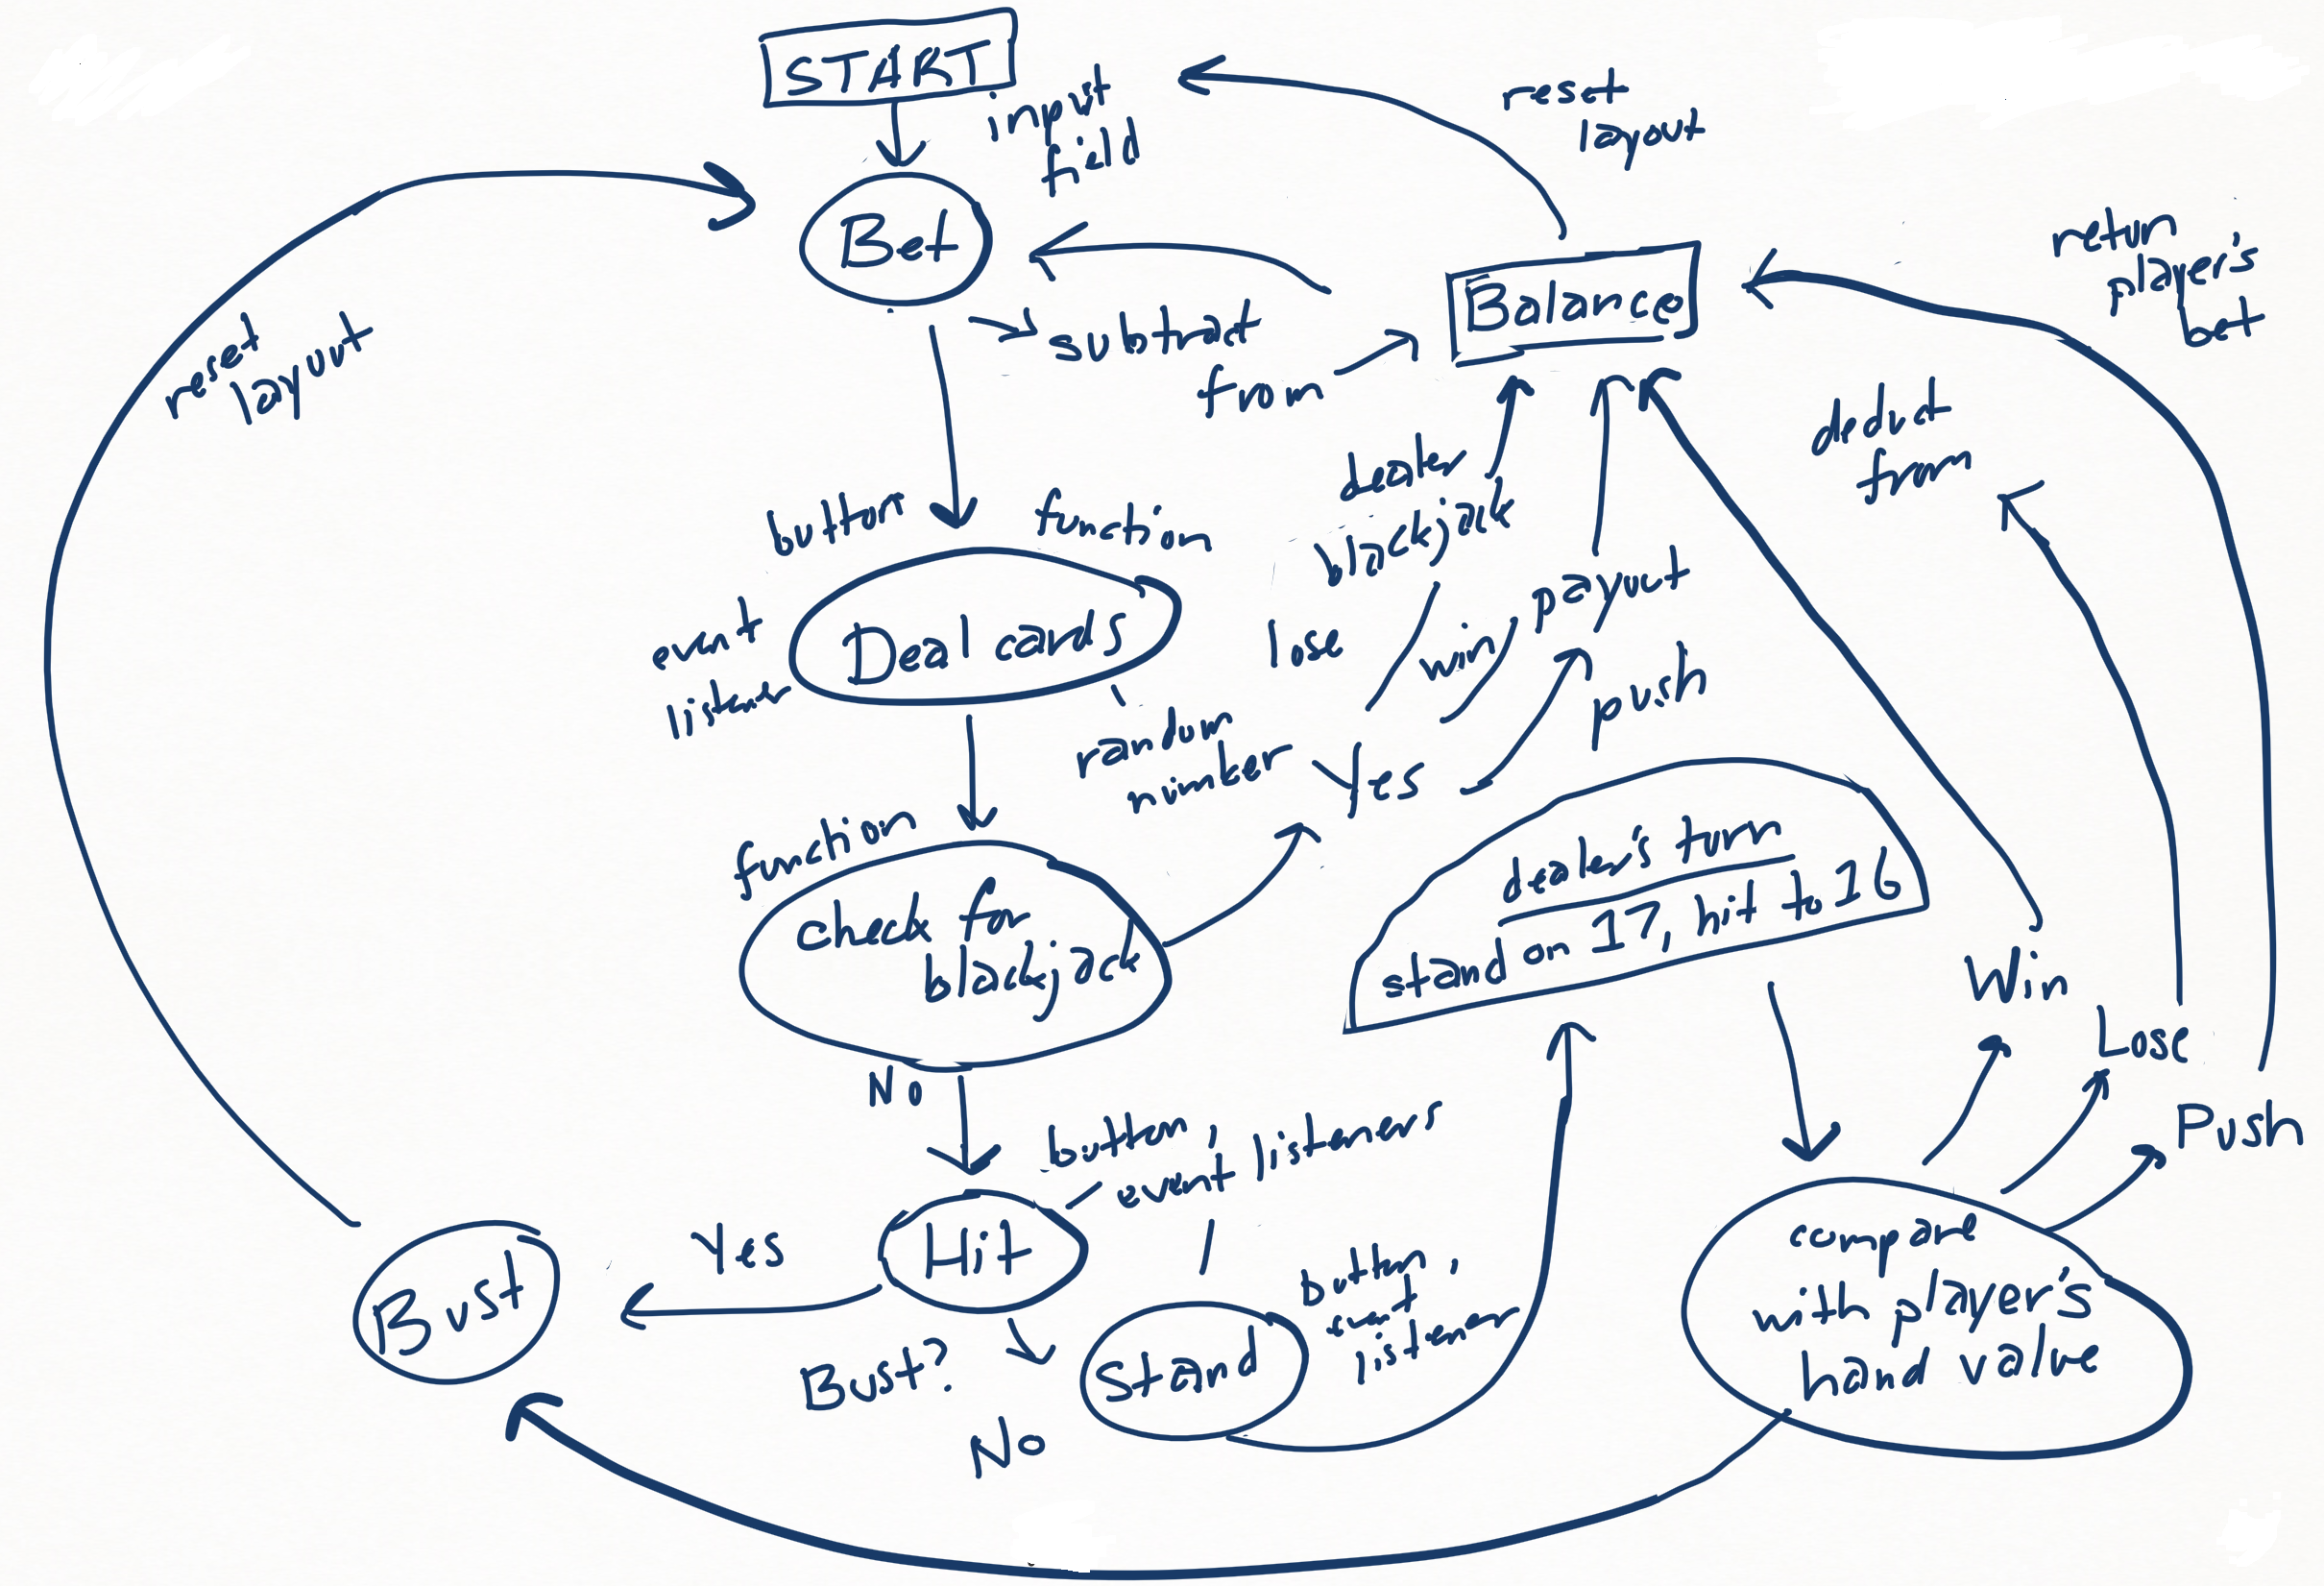 START
input
field
reset
layout
Bet
return
player's
bet
Balance
subtract
from
reset
layout
deduct
from
dealer
blackjack
button
function
payout
event
listener
Deal cards
lose
win
push
random
number
Yes
function
dealer's turn
stand on 17, hit to 16
check for
blackjack
Win
Lose
No
Push
button,
event listeners
Yes
Hit
Bust
button,
event
listener
Bust?
Stand
No
compare
with player's
hand value